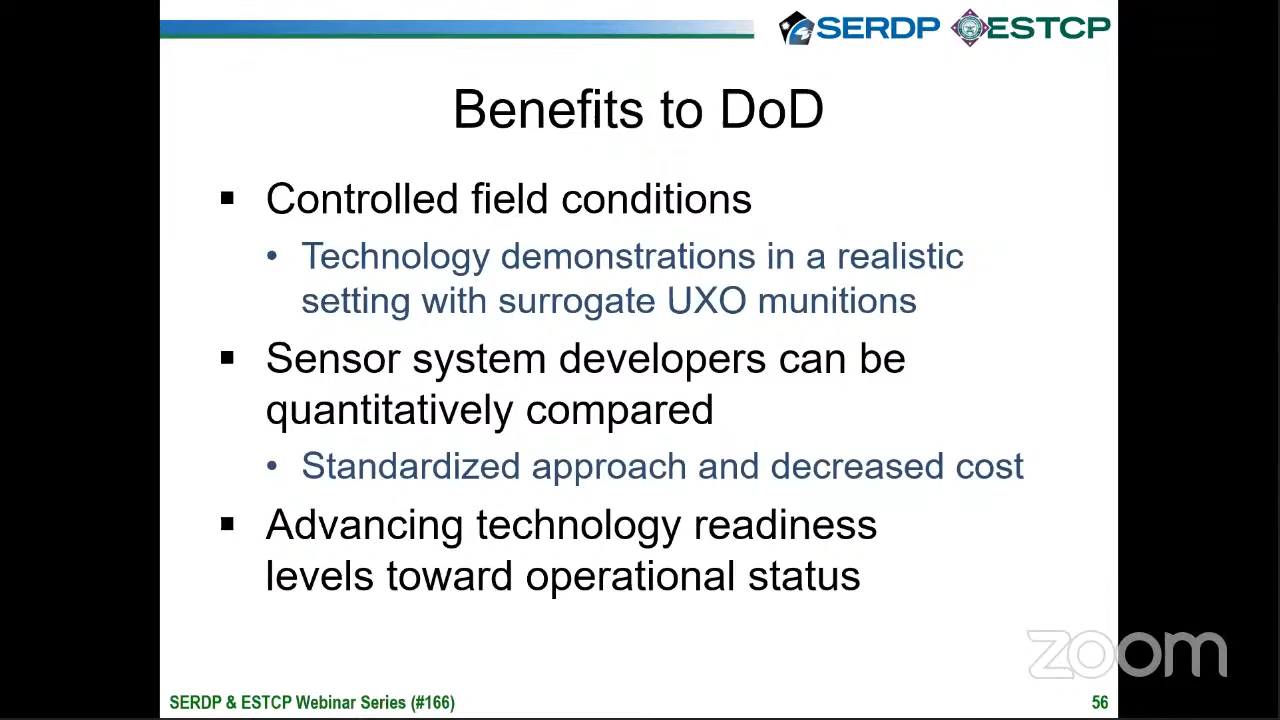 SERDP ESTCP
Benefits to DoD
▪ Controlled field conditions
• Technology demonstrations in a realistic
setting with surrogate UXO munitions
▪ Sensor system developers can be
quantitatively compared
• Standardized approach and decreased cost
▪ Advancing technology readiness
levels toward operational status
zoom
SERDP & ESTCP Webinar Series (#166) 56